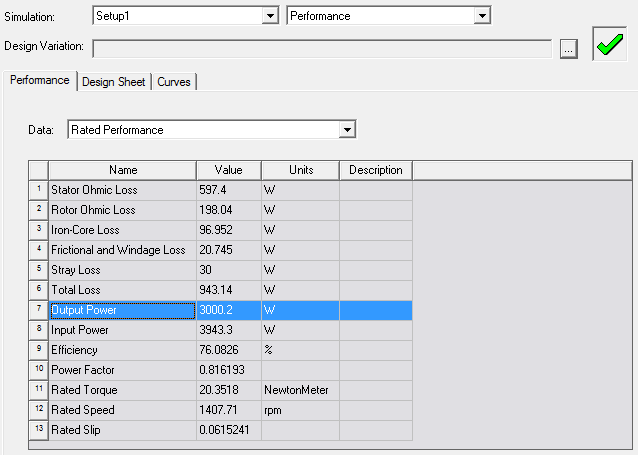 Simulation: Setup1 Performance
Design Variation: ...
Performance Design Sheet Curves
Data: Rated Performance
Name Value Units Description
1 Stator Ohmic Loss 597.4 W
2 Rotor Ohmic Loss 198.04 W
3 Iron-Core Loss 96.952 W
4 Frictional and Windage Loss 20.745 W
5 Stray Loss 30 W
6 Total Loss 943.14 W
7 Output Power 3000.2 W
8 Input Power 3943.3 W
9 Efficiency 76.0826 %
10 Power Factor 0.816193
11 Rated Torque 20.3518 NewtonMeter
12 Rated Speed 1407.71 rpm
13 Rated Slip 0.0615241